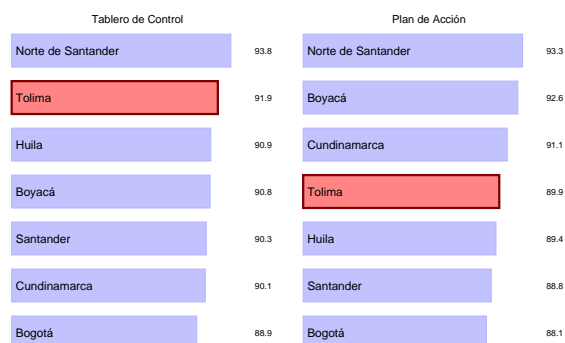 Tablero de Control
Norte de Santander 93.8
Tolima 91.9
Huila 90.9
Boyacá 90.8
Santander 90.3
Cundinamarca 90.1
Bogotá 88.9
Plan de Acción
Norte de Santander 93.3
Boyacá 92.6
Cundinamarca 91.1
Tolima 89.9
Huila 89.4
Santander 88.8
Bogotá 88.1